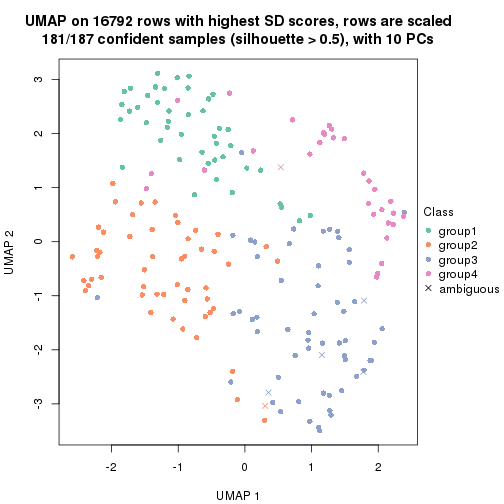 UMAP on 16792 rows with highest SD scores, rows are scaled
181/187 confident samples (silhouette > 0.5), with 10 PCs
3
2
1
0
-1
-2
-3
UMAP 2
-2
-1
0
1
2
UMAP 1
Class
group1
group2
group3
group4
ambiguous